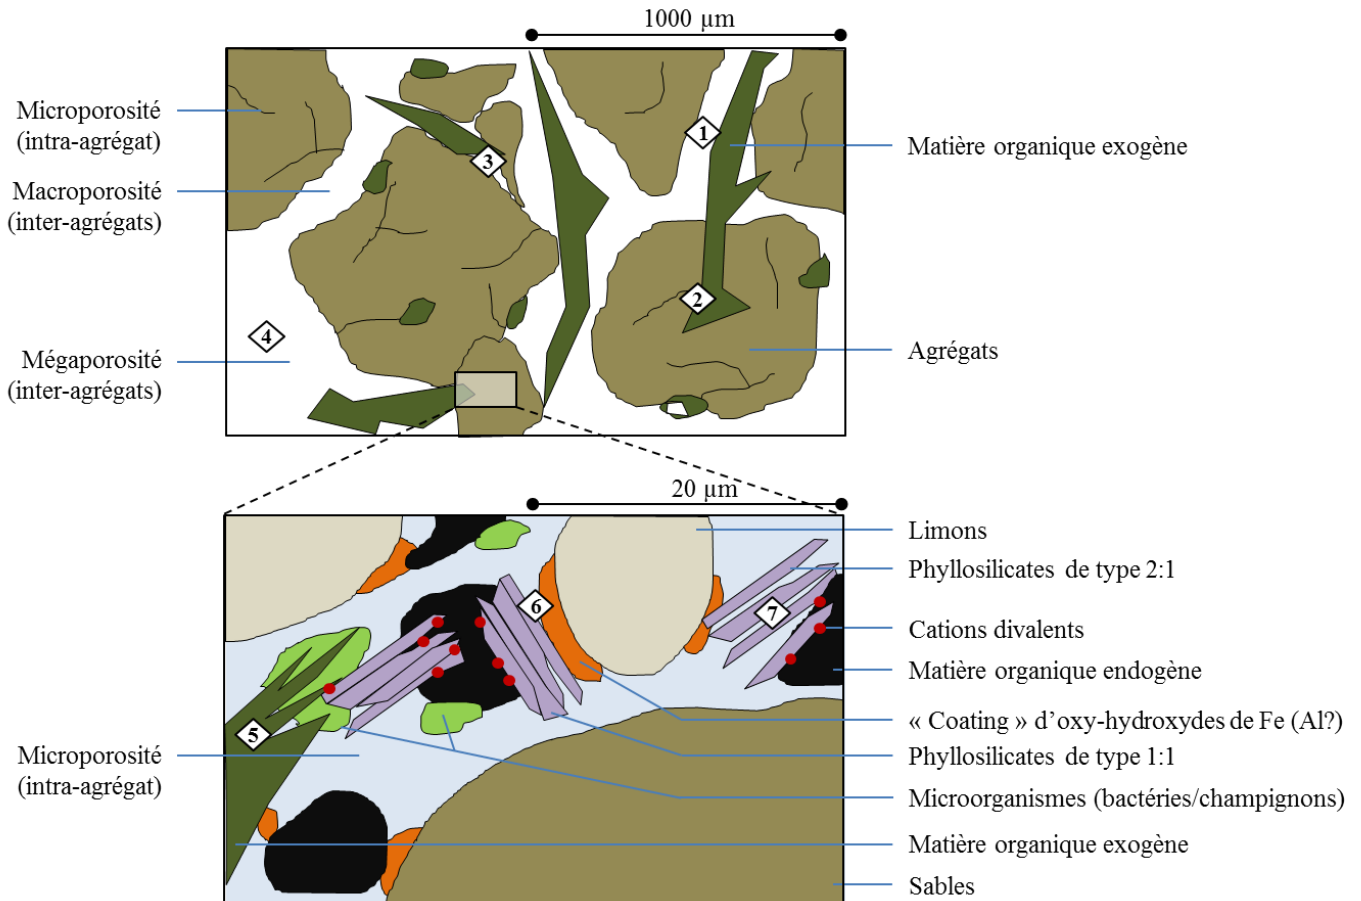 1000 µm
Microporosité
(intra-agrégat)
Macroporosité
(inter-agrégats)
Mégaporosité
(inter-agrégats)
1
2
3
4
Matière organique exogène
Agrégats
20 µm
5
6
7
Microporosité
(intra-agrégat)
Limons
Phyllosilicates de type 2:1
Cations divalents
Matière organique endogène
« Coating » d’oxy-hydroxydes de Fe (Al?)
Phyllosilicates de type 1:1
Microorganismes (bactéries/champignons)
Matière organique exogène
Sables